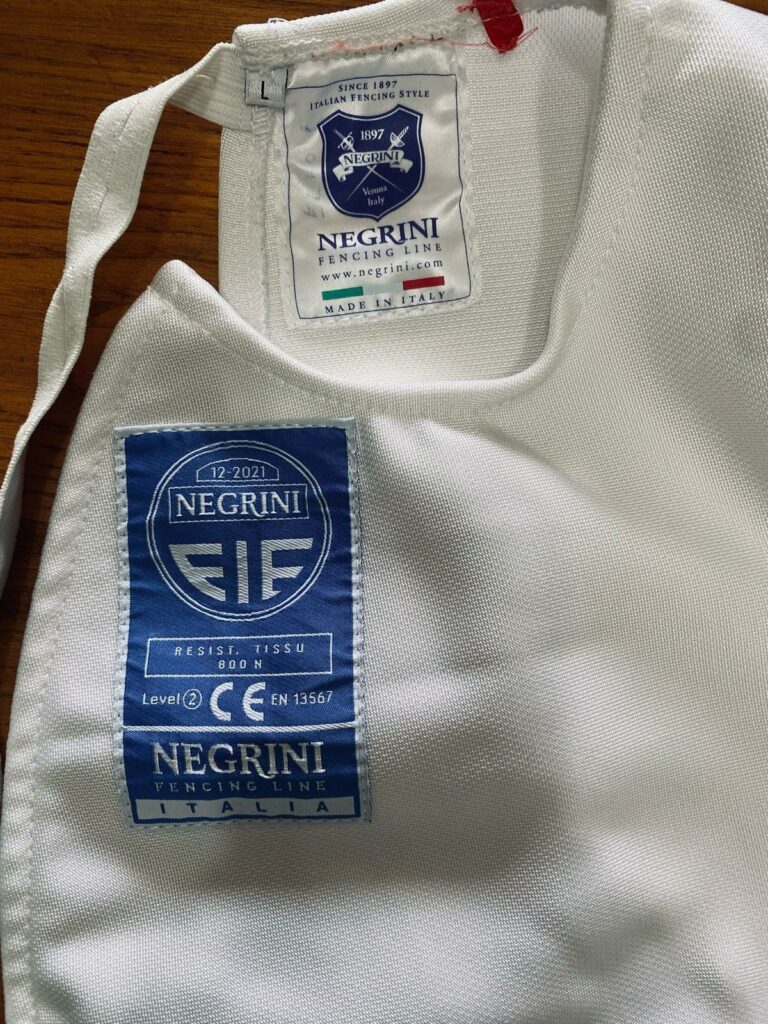 L
SINCE 1897
ITALIAN FENCING STYLE
1897
NEGRINI
Verona
Italy
NEGRINI
FENCING LINE
www.negrini.com
MADE IN ITALY
12-2021
NEGRINI
FIE
RESIST. TISSU
800 N
Level 2 CE EN 13567
NEGRINI
FENCING LINE
ITALIA